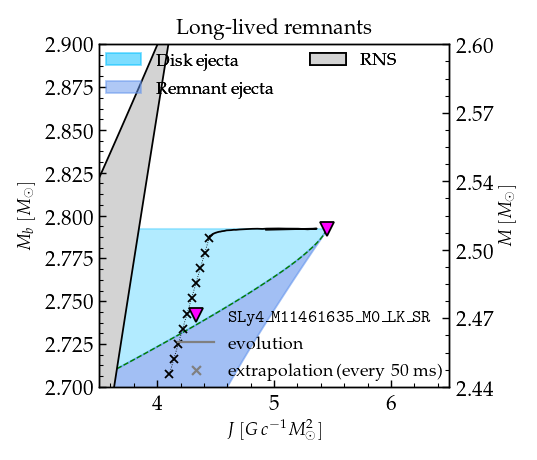 Long-lived remnants
Disk ejecta
RNS
Remnant ejecta
2.900
2.875
2.850
2.825
2.800
2.775
2.750
2.725
2.700
M_b [M_⊙]
2.60
2.57
2.54
2.50
2.47
2.44
M [M_⊙]
SLy4_M11461635_M0_LK_SR
evolution
extrapolation (every 50 ms)
4 5 6
J [G c⁻¹ M²_⊙]